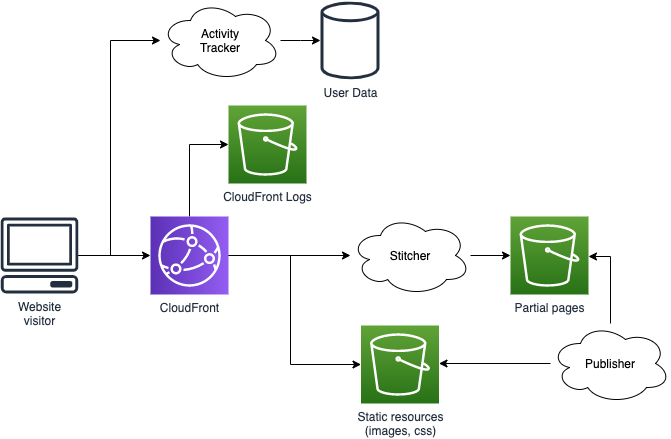 Activity
Tracker
User Data
CloudFront Logs
Website
visitor
CloudFront
Stitcher
Partial pages
Publisher
Static resources
(images, css)